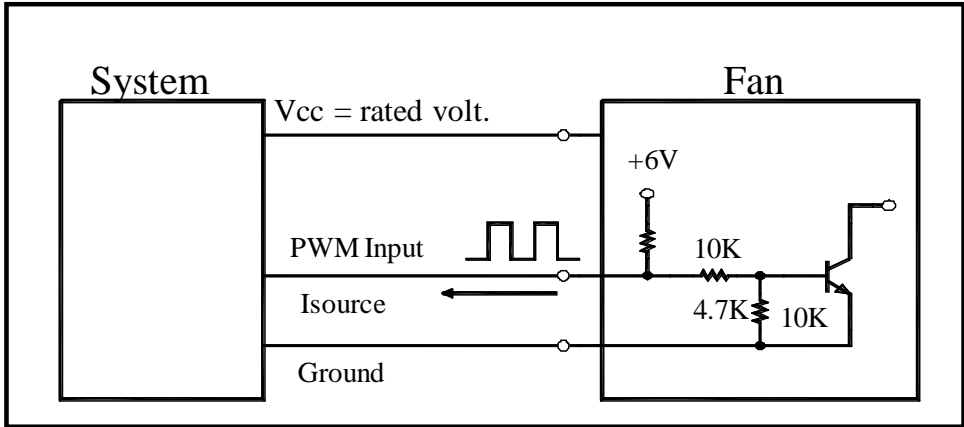 System
Fan
Vcc = rated volt.
+6V
PWM Input
10K
Isource
4.7K
10K
Ground